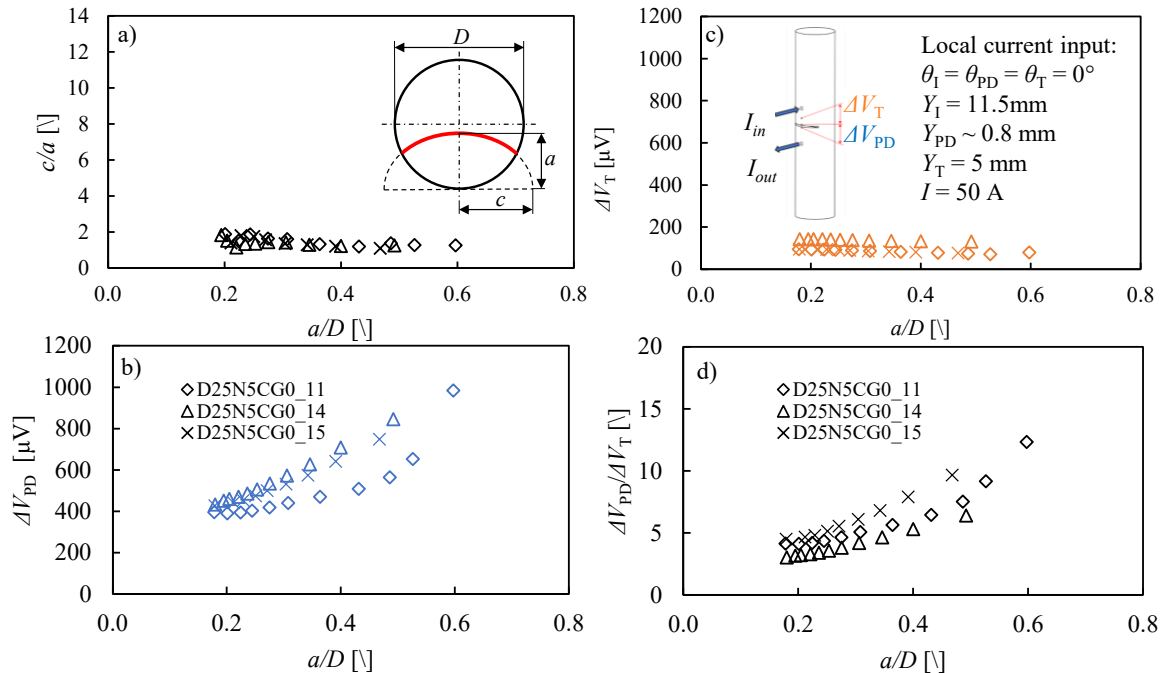 a)
14
12
10
8
6
4
2
0
c/a [\]
0.0 0.2 0.4 0.6 0.8
a/D [\]
D
a
c
c)
1200
1000
800
600
400
200
0
ΔV_T [µV]
0.0 0.2 0.4 0.6 0.8
a/D [\]
I_in
I_out
ΔV_T
ΔV_PD
Local current input:
θ_I = θ_PD = θ_T = 0°
Y_I = 11.5mm
Y_PD ~ 0.8 mm
Y_T = 5 mm
I = 50 A
b)
1200
1000
800
600
400
200
0
ΔV_PD [µV]
D25N5CG0_11
D25N5CG0_14
D25N5CG0_15
0.0 0.2 0.4 0.6 0.8
a/D [\]
d)
20
15
10
5
0
ΔV_PD/ΔV_T [\]
D25N5CG0_11
D25N5CG0_14
D25N5CG0_15
0.0 0.2 0.4 0.6 0.8
a/D [\]